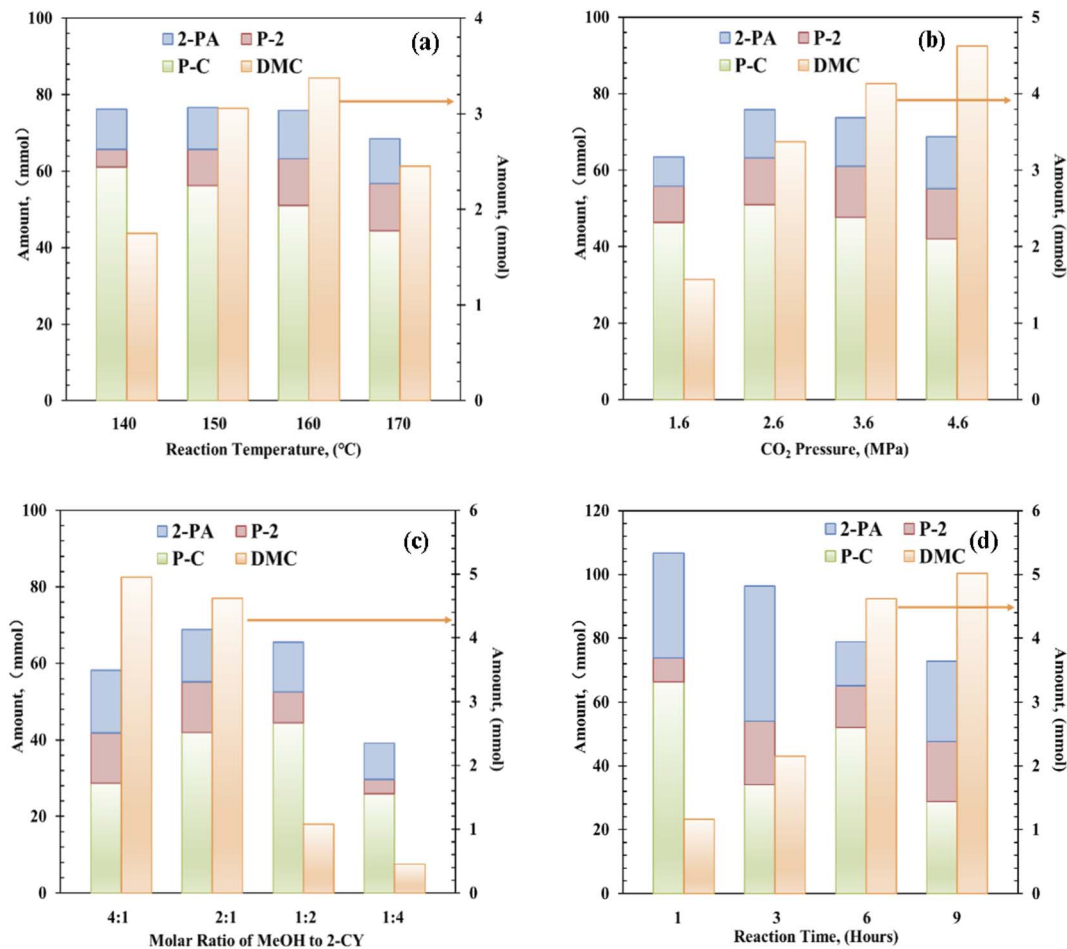 (a)
2-PA P-2
P-C DMC
100
80
60
40
20
0
4
3
2
1
0
Amount, (mmol)
Amount, (mmol)
140 150 160 170
Reaction Temperature, (°C)
(b)
2-PA P-2
P-C DMC
100
90
80
70
60
50
40
30
20
10
0
5
4
3
2
1
0
Amount, (mmol)
Amount, (mmol)
1.6 2.6 3.6 4.6
CO2 Pressure, (MPa)
(c)
2-PA P-2
P-C DMC
100
80
60
40
20
0
6
5
4
3
2
1
0
Amount, (mmol)
Amount, (mmol)
4:1 2:1 1:2 1:4
Molar Ratio of MeOH to 2-CY
(d)
2-PA P-2
P-C DMC
120
100
80
60
40
20
0
6
5
4
3
2
1
0
Amount, (mmol)
Amount, (mmol)
1 3 6 9
Reaction Time, (Hours)